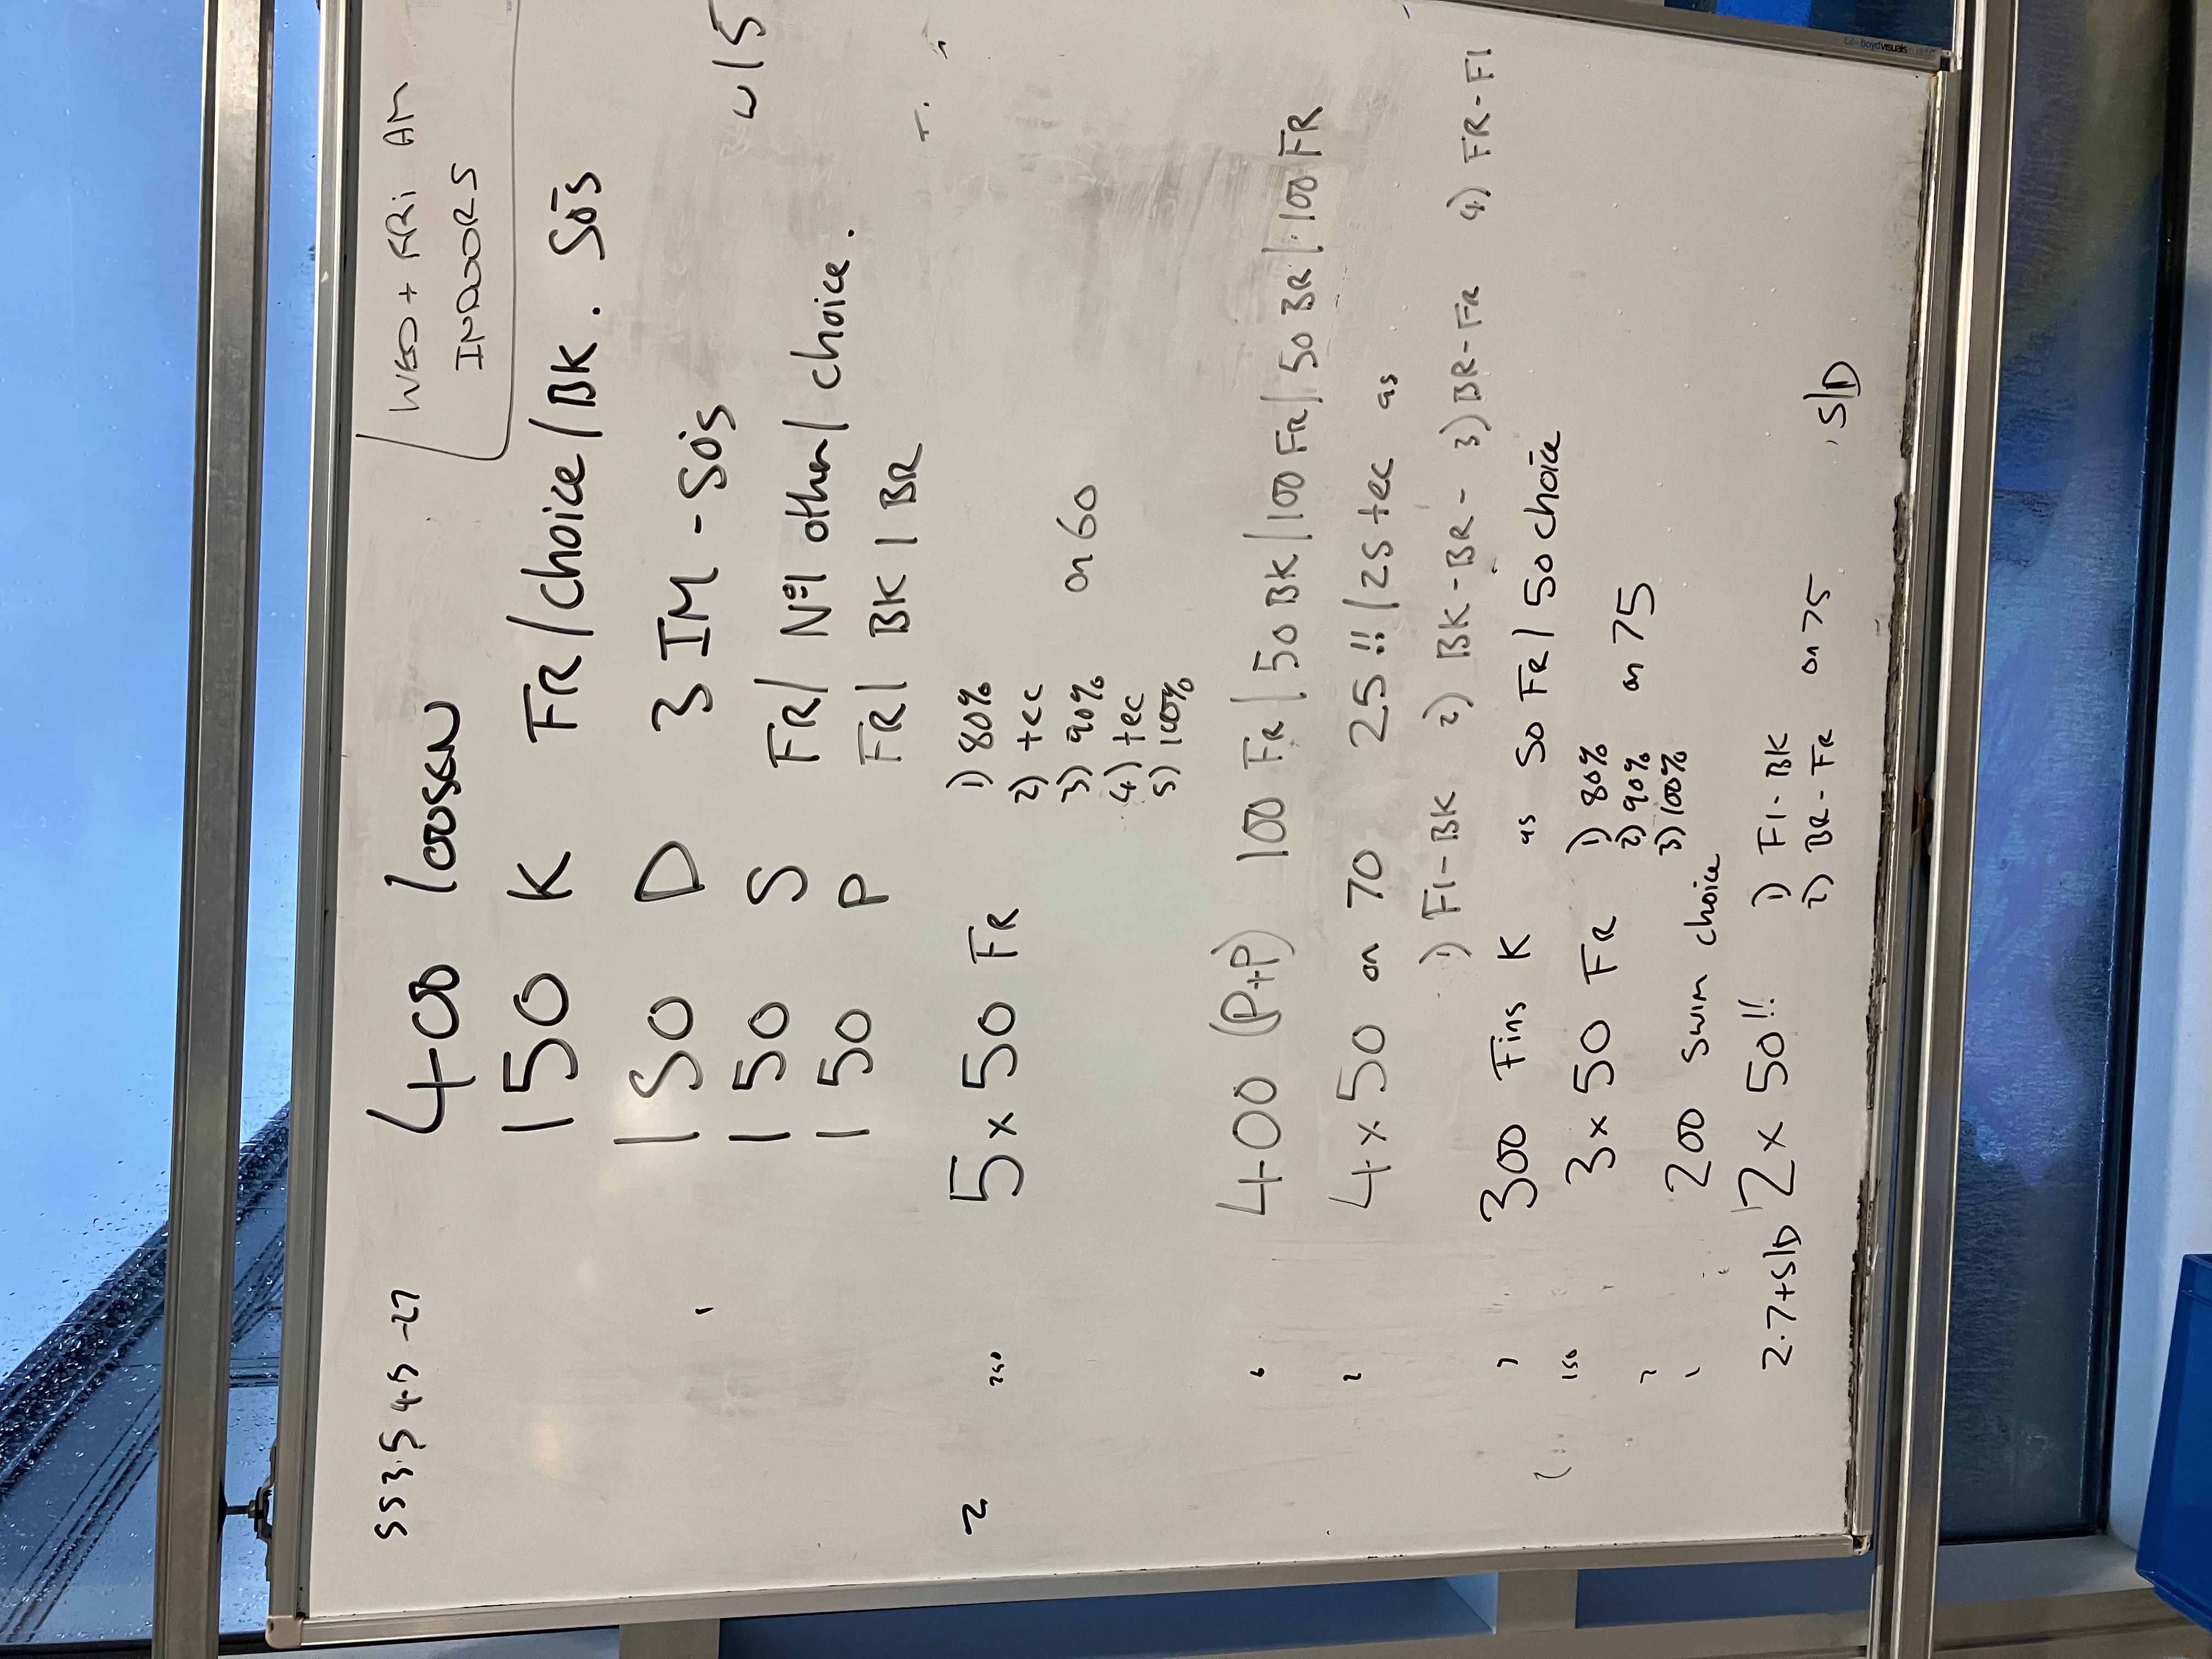 SS 3.5 4.5 -27
400 loosen
WED + FRI AM
INDOORS
150 K FR/choice/BK. 50's
150 D 3 IM - 50's
w15
150 S FR/ Nº1 other/ choice.
150 P FR/ BK / BR
2 250 5x50 FR 1) 80%
2) tec
3) 90% on 60
4) tec
5) 100%
400 (P+P) 100 FR/50 BK/100 FR/50 BR/100 FR
2 4x50 on 70 25!!/25 tec as
1) FI-BK 2) BK-BR- 3) BR-FR 4) FR-FI
300 Fins K as 50 FR/50 choice
150 3x50 FR 1) 80%
2) 90% on 75
3) 100%
200 swim choice
2.7+S/D 2x50!! 1) FI-BK
2) BR-FR on 75 S/D